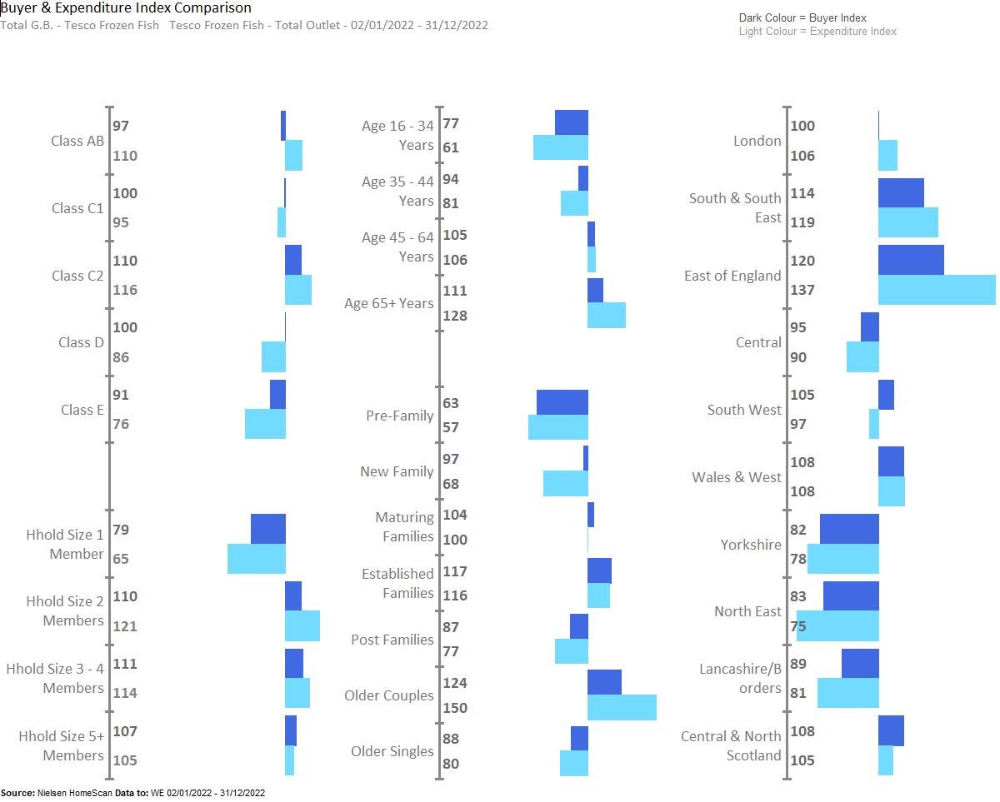 Buyer & Expenditure Index Comparison
Total G.B. - Tesco Frozen Fish   Tesco Frozen Fish - Total Outlet - 02/01/2022 - 31/12/2022
Dark Colour = Buyer Index
Light Colour = Expenditure Index
Class AB
97
110
Class C1
100
95
Class C2
110
116
Class D
100
86
Class E
91
76
Hhold Size 1
Member
79
65
Hhold Size 2
Members
110
121
Hhold Size 3 - 4
Members
111
114
Hhold Size 5+
Members
107
105
Age 16 - 34
Years
77
61
Age 35 - 44
Years
94
81
Age 45 - 64
Years
105
106
Age 65+ Years
111
128
Pre-Family
63
57
New Family
97
68
Maturing
Families
104
100
Established
Families
117
116
Post Families
87
77
Older Couples
124
150
Older Singles
88
80
London
100
106
South & South
East
114
119
East of England
120
137
Central
95
90
South West
105
97
Wales & West
108
108
Yorkshire
82
78
North East
83
75
Lancashire/B
orders
89
81
Central & North
Scotland
108
105
Source: Nielsen HomeScan Data to: WE 02/01/2022 - 31/12/2022